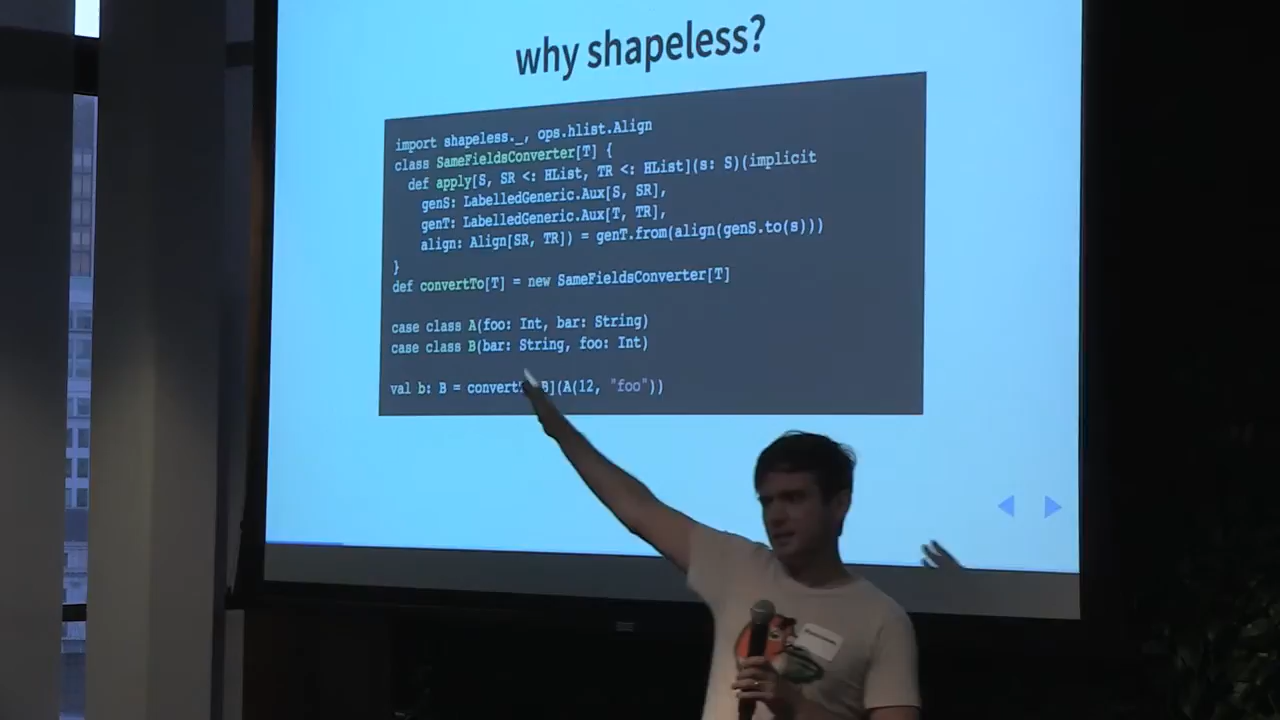 why shapeless?
import shapeless._, ops.hlist.Align
class SameFieldsConverter[T] {
def apply[S, SR <: HList, TR <: HList](s: S)(implicit
genS: LabelledGeneric.Aux[S, SR],
genT: LabelledGeneric.Aux[T, TR],
align: Align[SR, TR]) = genT.from(align(genS.to(s)))
}
def convertTo[T] = new SameFieldsConverter[T]
case class A(foo: Int, bar: String)
case class B(bar: String, foo: Int)
val b: B = B](A(12, "foo"))